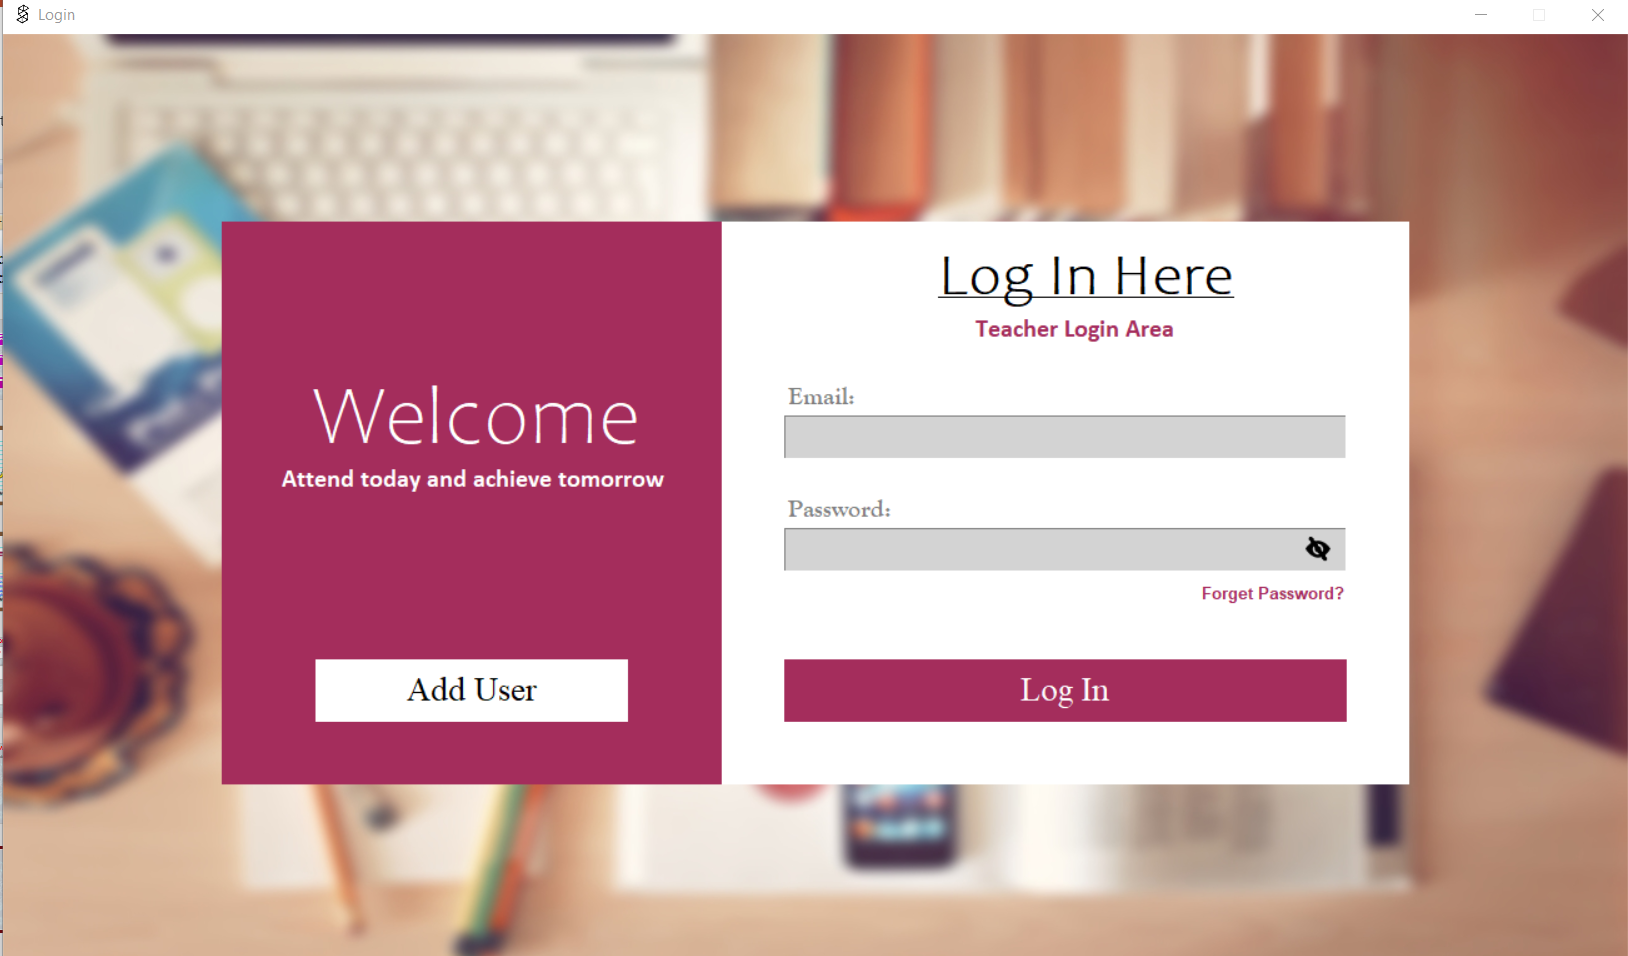 Login
Welcome
Attend today and achieve tomorrow
Add User
Log In Here
Teacher Login Area
Email:
Password:
Forget Password?
Log In